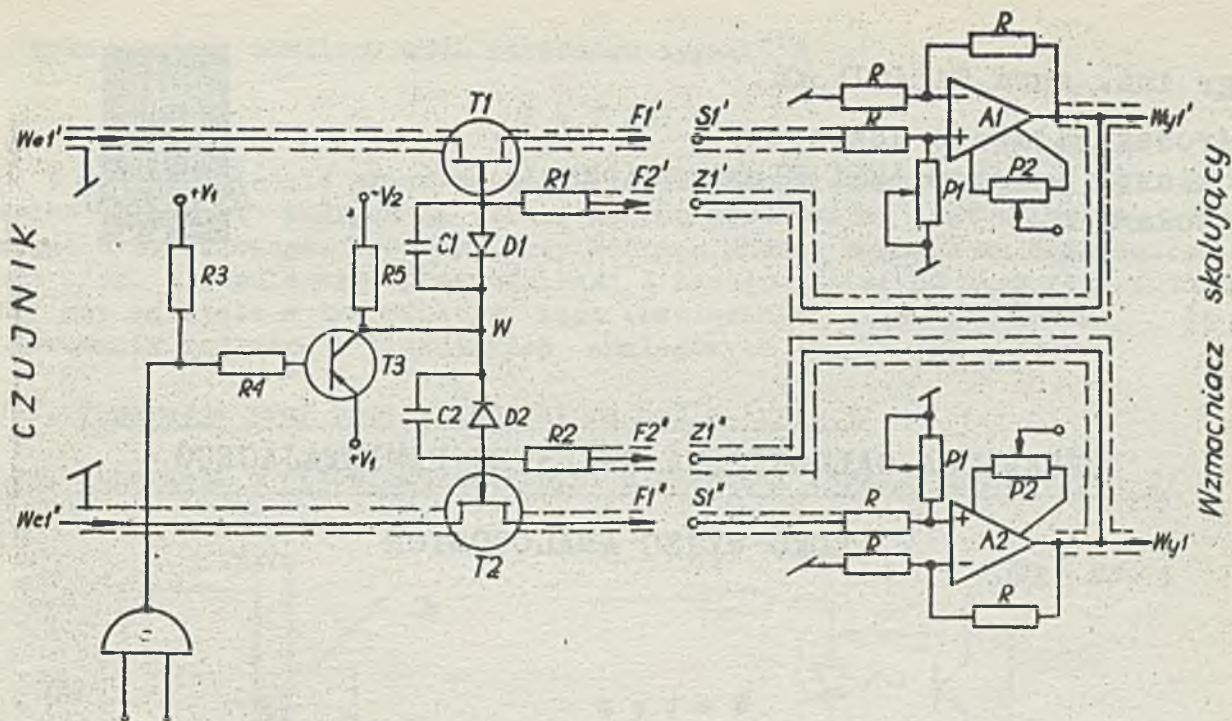 R
R
T1
F1'
S1'
-
A1
Wy1'
We1'
R
+
+V1
-V2
R1
F2'
Z1'
P1
P2
C1
D1
R3
R5
W
CZUJNIK
Wzmacniacz skalujący
R4
T3
C2
D2
R2
F2"
Z1"
P1
P2
+V1
F1"
S1"
R
+
We1"
A2
Wy1
T2
R
-
R